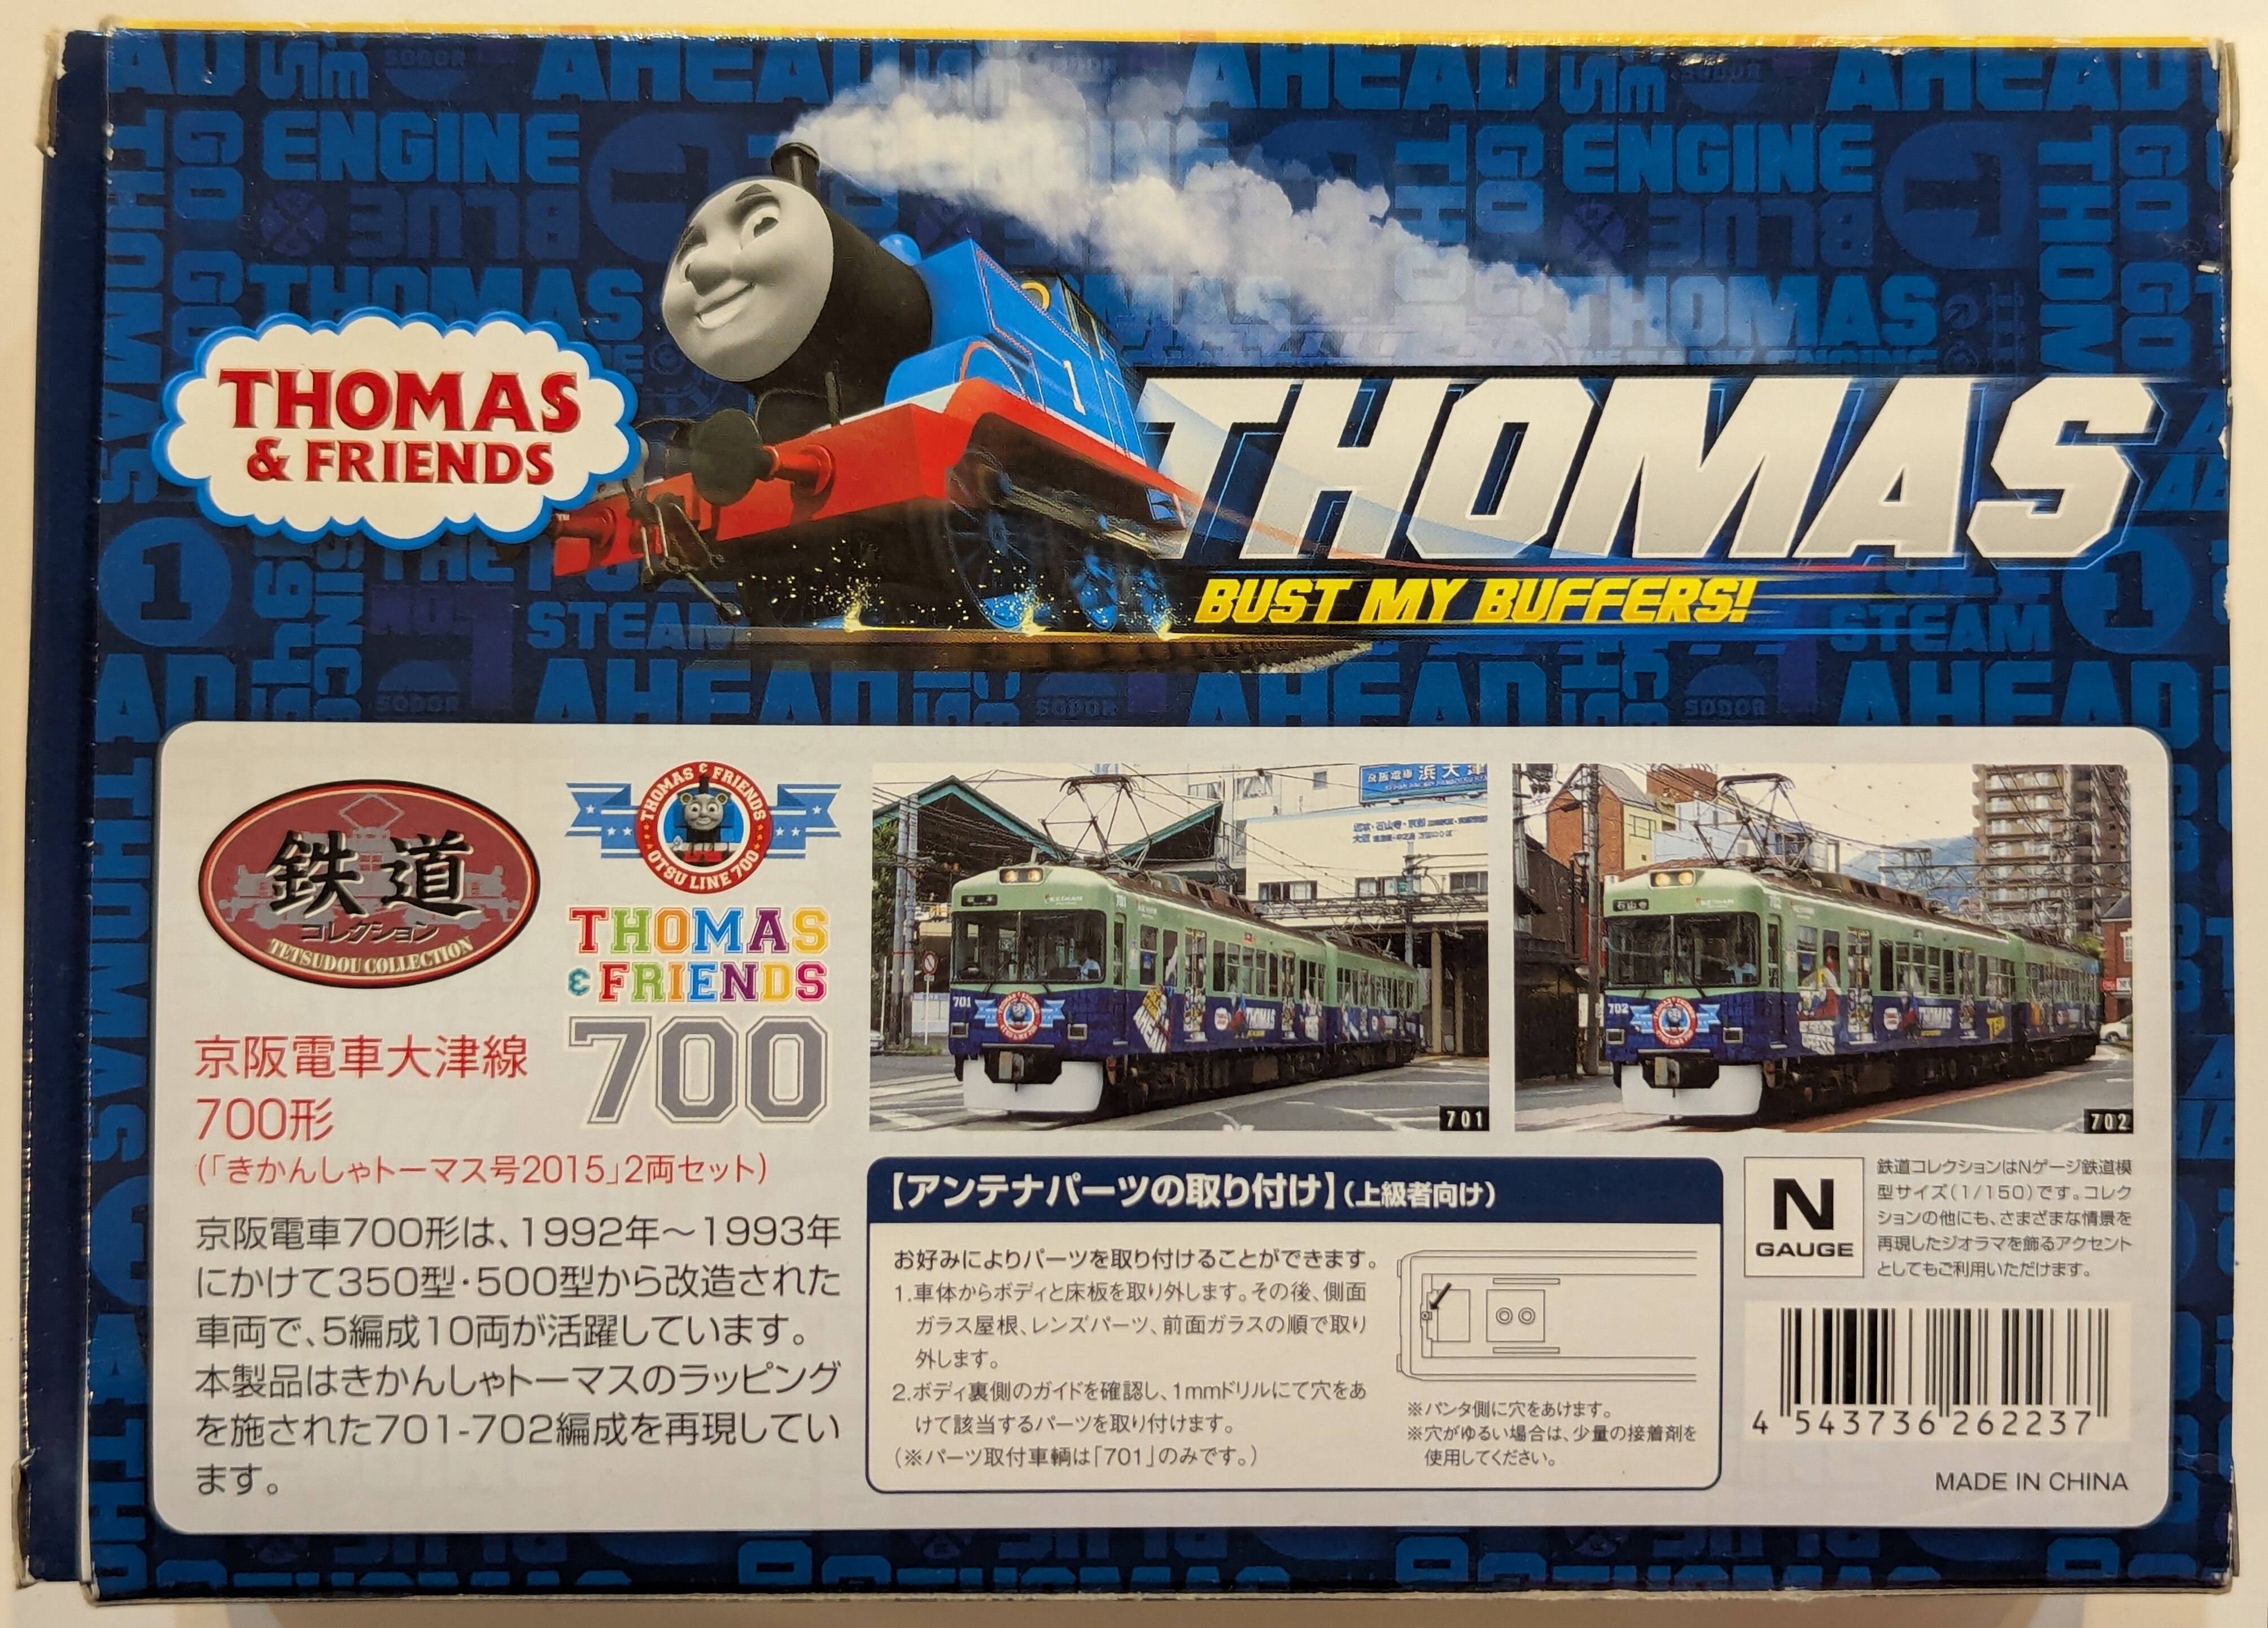 THOMAS
& FRIENDS
THOMAS
BUST MY BUFFERS!
鉄道
コレクション
TETSUDOU COLLECTION
THOMAS & FRIENDS
OTSU LINE 700
THOMAS
& FRIENDS
700
京阪電車大津線
700形
(「きかんしゃトーマス号2015」2両セット)
京阪電車700形は、1992年～1993年
にかけて350型・500型から改造された
車両で、5編成10両が活躍しています。
本製品はきかんしゃトーマスのラッピング
を施された701-702編成を再現してい
ます。
京阪電車 浜大津
701
701
702
石山寺
702
【アンテナパーツの取り付け】(上級者向け)
お好みによりパーツを取り付けることができます。
1.車体からボディと床板を取り外します。その後、側面
ガラス屋根、レンズパーツ、前面ガラスの順で取り
外します。
2.ボディ裏側のガイドを確認し、1mmドリルにて穴をあ
けて該当するパーツを取り付けます。
(※パーツ取付車輌は「701」のみです。)
※パンタ側に穴をあけます。
※穴がゆるい場合は、少量の接着剤を
使用してください。
N
GAUGE
鉄道コレクションはNゲージ鉄道模
型サイズ(1/150)です。コレク
ションの他にも、さまざまな情景を
再現したジオラマを飾るアクセント
としてもご利用いただけます。
4 543736 262237
MADE IN CHINA